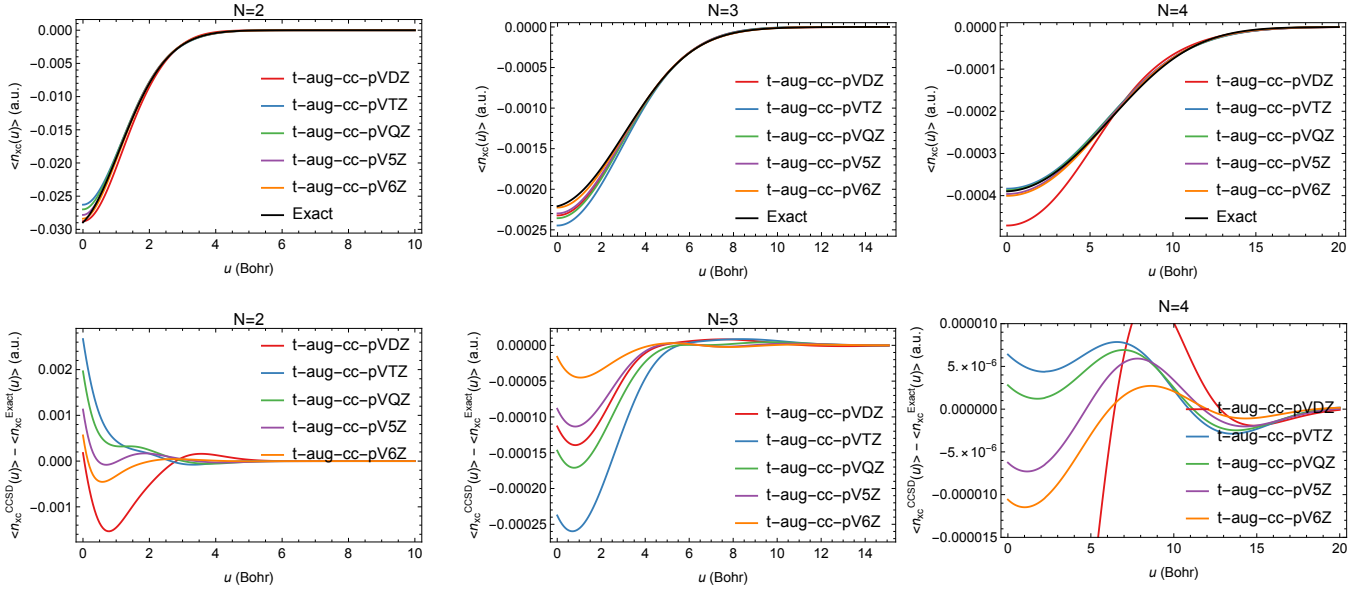 N=2
0.000
−0.005
−0.010
−0.015
−0.020
−0.025
−0.030
<n_xc(u)> (a.u.)
t−aug−cc−pVDZ
t−aug−cc−pVTZ
t−aug−cc−pVQZ
t−aug−cc−pV5Z
t−aug−cc−pV6Z
Exact
0 2 4 6 8 10
u (Bohr)
N=3
0.0000
−0.0005
−0.0010
−0.0015
−0.0020
−0.0025
<n_xc(u)> (a.u.)
t−aug−cc−pVDZ
t−aug−cc−pVTZ
t−aug−cc−pVQZ
t−aug−cc−pV5Z
t−aug−cc−pV6Z
Exact
0 2 4 6 8 10 12 14
u (Bohr)
N=4
0.0000
−0.0001
−0.0002
−0.0003
−0.0004
<n_xc(u)> (a.u.)
t−aug−cc−pVDZ
t−aug−cc−pVTZ
t−aug−cc−pVQZ
t−aug−cc−pV5Z
t−aug−cc−pV6Z
Exact
0 5 10 15 20
u (Bohr)
N=2
0.002
0.001
0.000
−0.001
<n_xc^CCSD(u)> − <n_xc^Exact(u)> (a.u.)
t−aug−cc−pVDZ
t−aug−cc−pVTZ
t−aug−cc−pVQZ
t−aug−cc−pV5Z
t−aug−cc−pV6Z
0 2 4 6 8 10
u (Bohr)
N=3
0.00000
−0.00005
−0.00010
−0.00015
−0.00020
−0.00025
<n_xc^CCSD(u)> − <n_xc^Exact(u)> (a.u.)
t−aug−cc−pVDZ
t−aug−cc−pVTZ
t−aug−cc−pVQZ
t−aug−cc−pV5Z
t−aug−cc−pV6Z
0 2 4 6 8 10 12 14
u (Bohr)
N=4
0.000010
5.×10⁻⁶
0.000000
−5.×10⁻⁶
−0.000010
−0.000015
<n_xc^CCSD(u)> − <n_xc^Exact(u)> (a.u.)
t−aug−cc−pVDZ
t−aug−cc−pVTZ
t−aug−cc−pVQZ
t−aug−cc−pV5Z
t−aug−cc−pV6Z
0 5 10 15 20
u (Bohr)